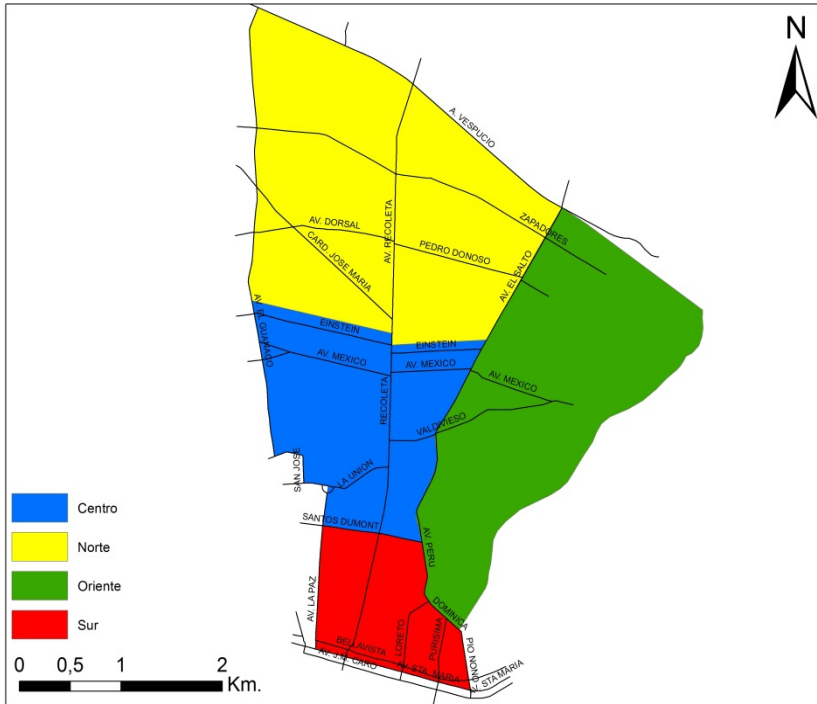 N
A. VESPUCIO
ZAPADORES
AV. RECOLETA
AV. DORSAL
CARD. JOSE MARIA
PEDRO DONOSO
AV. EL SALTO
AV. EL GUANACO
EINSTEIN
EINSTEIN
AV. MEXICO
AV. MEXICO
AV. MEXICO
RECOLETA
VALDIVIESO
SAN JOSE
LA UNION
SANTOS DUMONT
AV. PERU
AV. LA PAZ
DOMINICA
LORETO
PURISIMA
PIO NONO
BELLAVISTA
AV. J.M. CARO
AV. STA. MARIA
AV. STA MARIA
Centro
Norte
Oriente
Sur
0 0,5 1 2
Km.